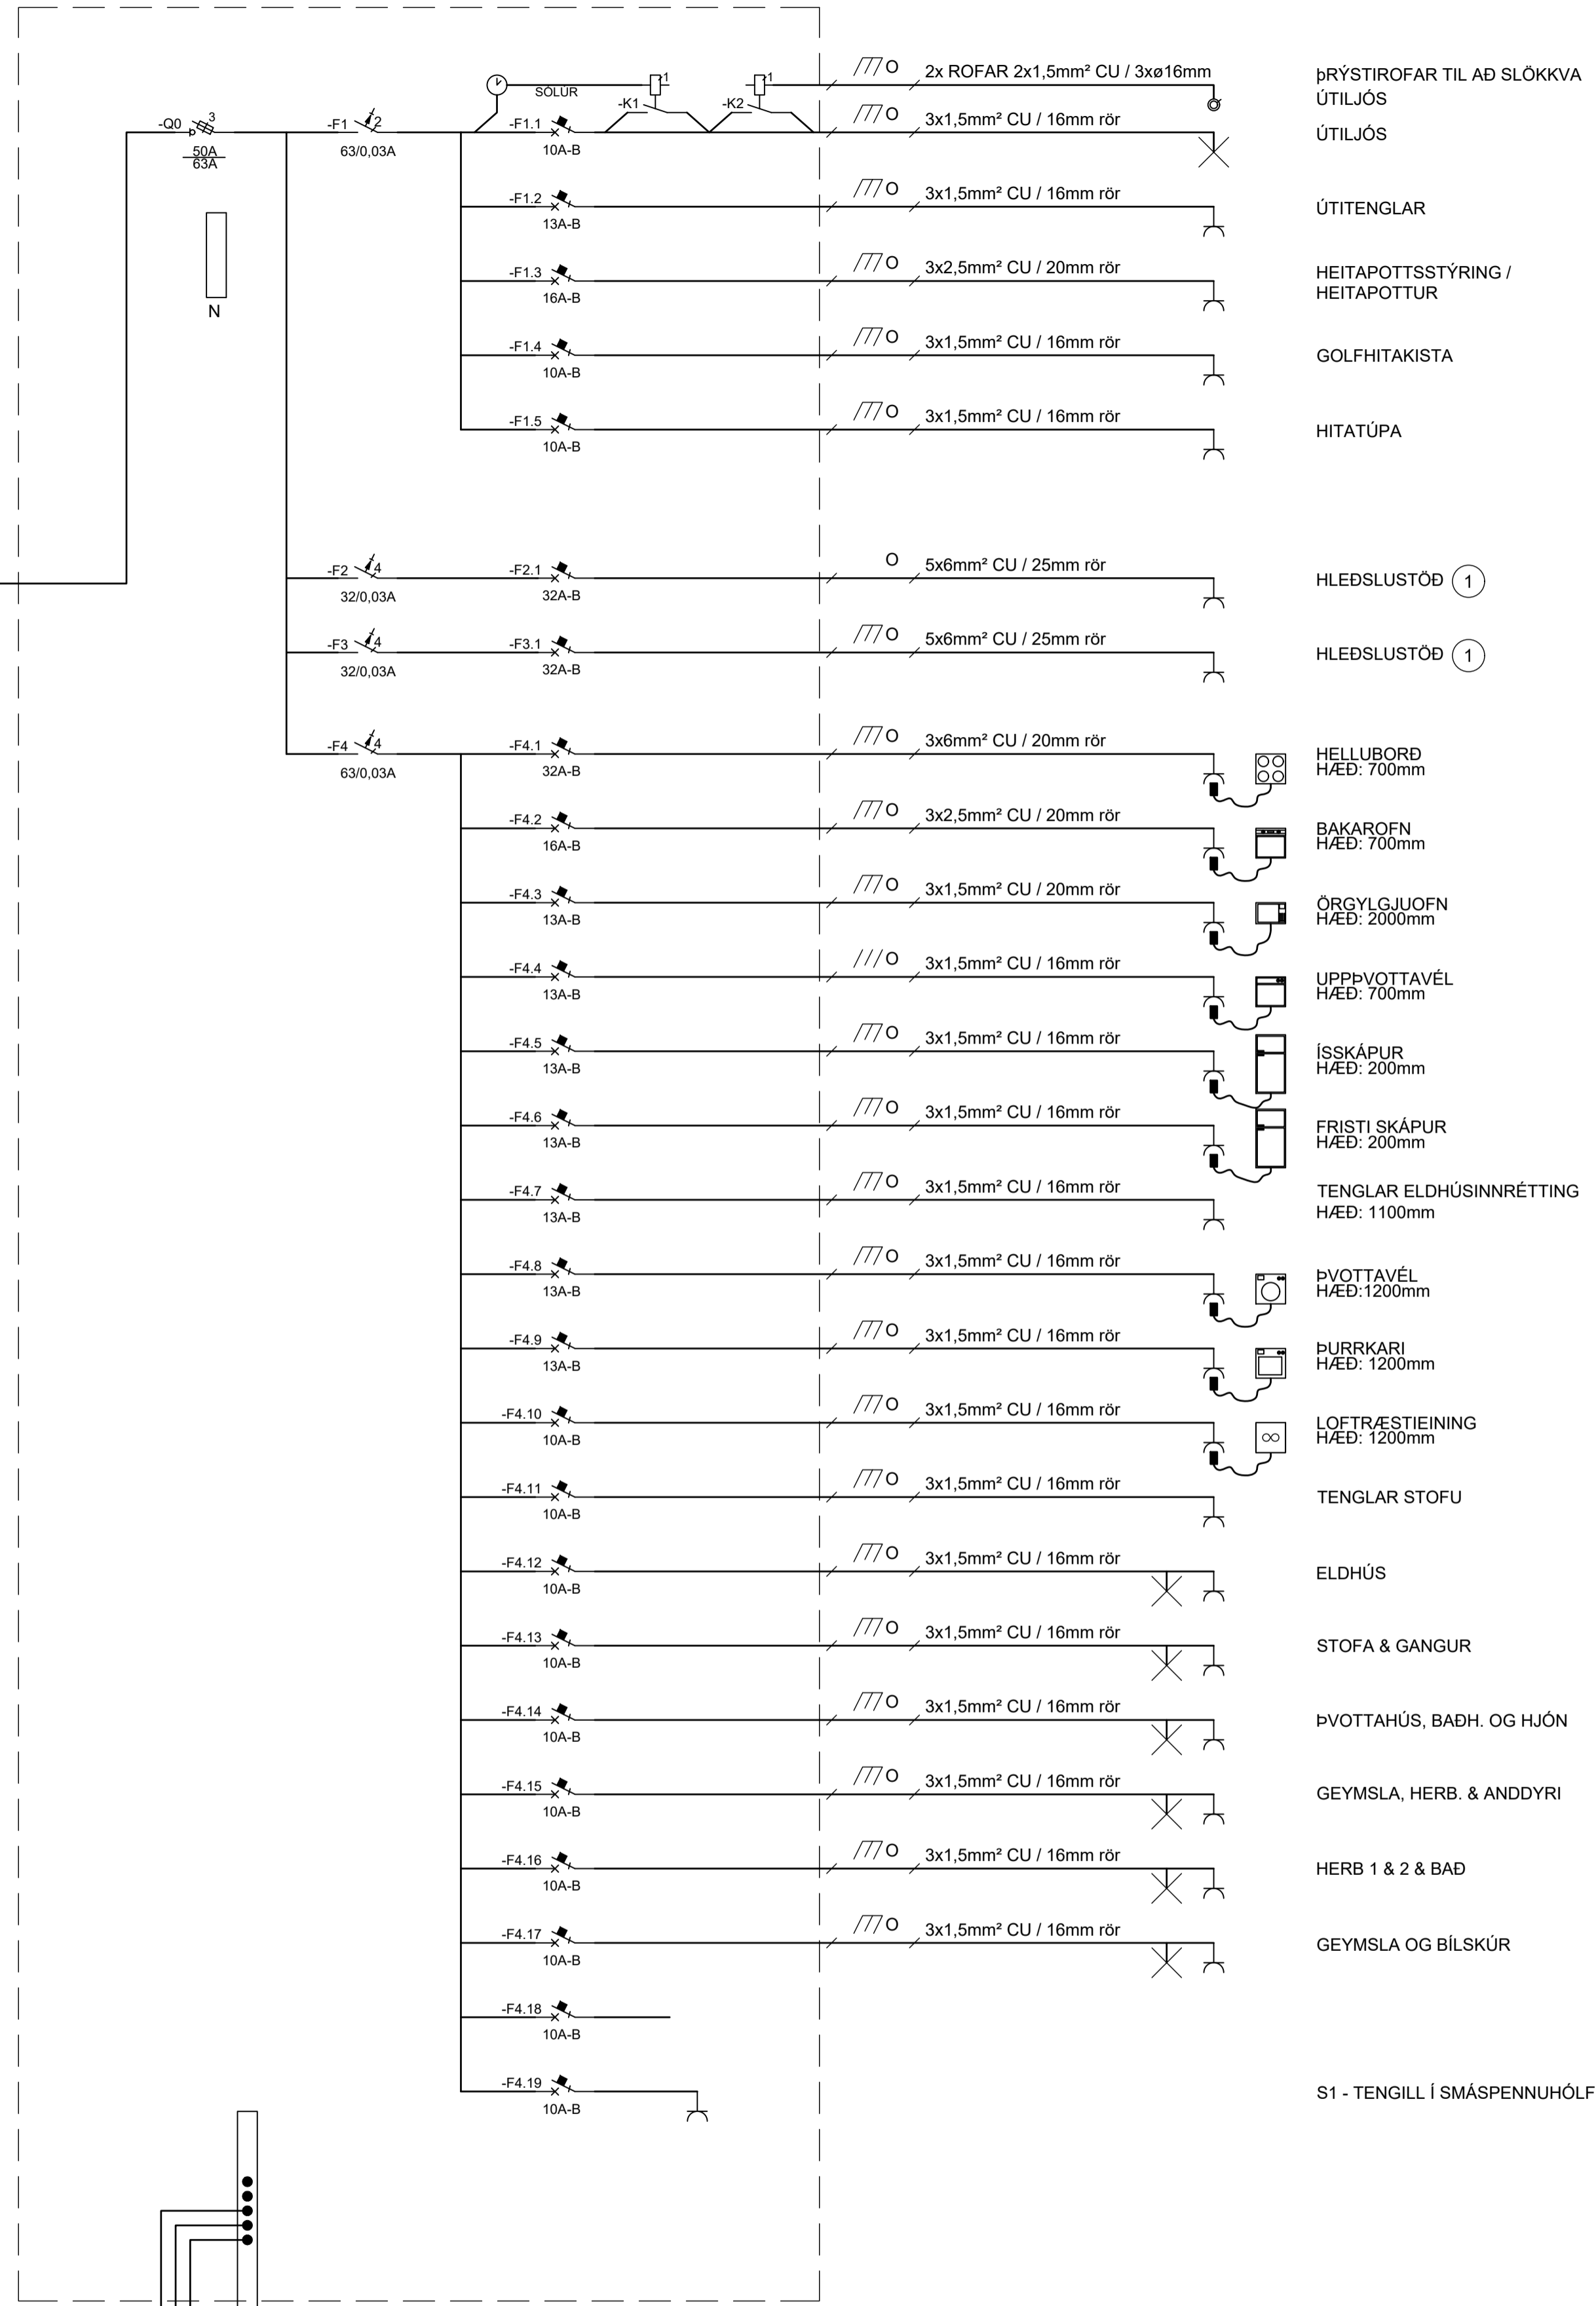 2x ROFAR 2x1,5mm² CU / 3xø16mm
þRÝSTIROFAR TIL AÐ SLÖKKVA
ÚTILJÓS
SÓLÚR
1
1
-K1
-K2
-Q0
3
50A
63A
-F1
2
63/0,03A
-F1.1
10A-B
3x1,5mm² CU / 16mm rör
ÚTILJÓS
-F1.2
13A-B
3x1,5mm² CU / 16mm rör
ÚTITENGLAR
N
-F1.3
16A-B
3x2,5mm² CU / 20mm rör
HEITAPOTTSSTÝRING /
HEITAPOTTUR
-F1.4
10A-B
3x1,5mm² CU / 16mm rör
GOLFHITAKISTA
-F1.5
10A-B
3x1,5mm² CU / 16mm rör
HITATÚPA
-F2
4
32/0,03A
-F2.1
32A-B
5x6mm² CU / 25mm rör
HLEÐSLUSTÖÐ 1
-F3
4
32/0,03A
-F3.1
32A-B
5x6mm² CU / 25mm rör
HLEÐSLUSTÖÐ 1
-F4
4
63/0,03A
-F4.1
32A-B
3x6mm² CU / 20mm rör
HELLUBORÐ
HÆÐ: 700mm
-F4.2
16A-B
3x2,5mm² CU / 20mm rör
BAKAROFN
HÆÐ: 700mm
-F4.3
13A-B
3x1,5mm² CU / 20mm rör
ÖRGYLGJUOFN
HÆÐ: 2000mm
-F4.4
13A-B
3x1,5mm² CU / 16mm rör
UPPÞVOTTAVÉL
HÆÐ: 700mm
-F4.5
13A-B
3x1,5mm² CU / 16mm rör
ÍSSKÁPUR
HÆÐ: 200mm
-F4.6
13A-B
3x1,5mm² CU / 16mm rör
FRISTI SKÁPUR
HÆÐ: 200mm
-F4.7
13A-B
3x1,5mm² CU / 16mm rör
TENGLAR ELDHÚSINNRÉTTING
HÆÐ: 1100mm
-F4.8
13A-B
3x1,5mm² CU / 16mm rör
ÞVOTTAVÉL
HÆÐ:1200mm
-F4.9
13A-B
3x1,5mm² CU / 16mm rör
ÞURRKARI
HÆÐ: 1200mm
-F4.10
10A-B
3x1,5mm² CU / 16mm rör
LOFTRÆSTIEINING
HÆÐ: 1200mm
-F4.11
10A-B
3x1,5mm² CU / 16mm rör
TENGLAR STOFU
-F4.12
10A-B
3x1,5mm² CU / 16mm rör
ELDHÚS
-F4.13
10A-B
3x1,5mm² CU / 16mm rör
STOFA & GANGUR
-F4.14
10A-B
3x1,5mm² CU / 16mm rör
ÞVOTTAHÚS, BAÐH. OG HJÓN
-F4.15
10A-B
3x1,5mm² CU / 16mm rör
GEYMSLA, HERB. & ANDDYRI
-F4.16
10A-B
3x1,5mm² CU / 16mm rör
HERB 1 & 2 & BAÐ
-F4.17
10A-B
3x1,5mm² CU / 16mm rör
GEYMSLA OG BÍLSKÚR
-F4.18
10A-B
-F4.19
10A-B
S1 - TENGILL Í SMÁSPENNUHÓLF